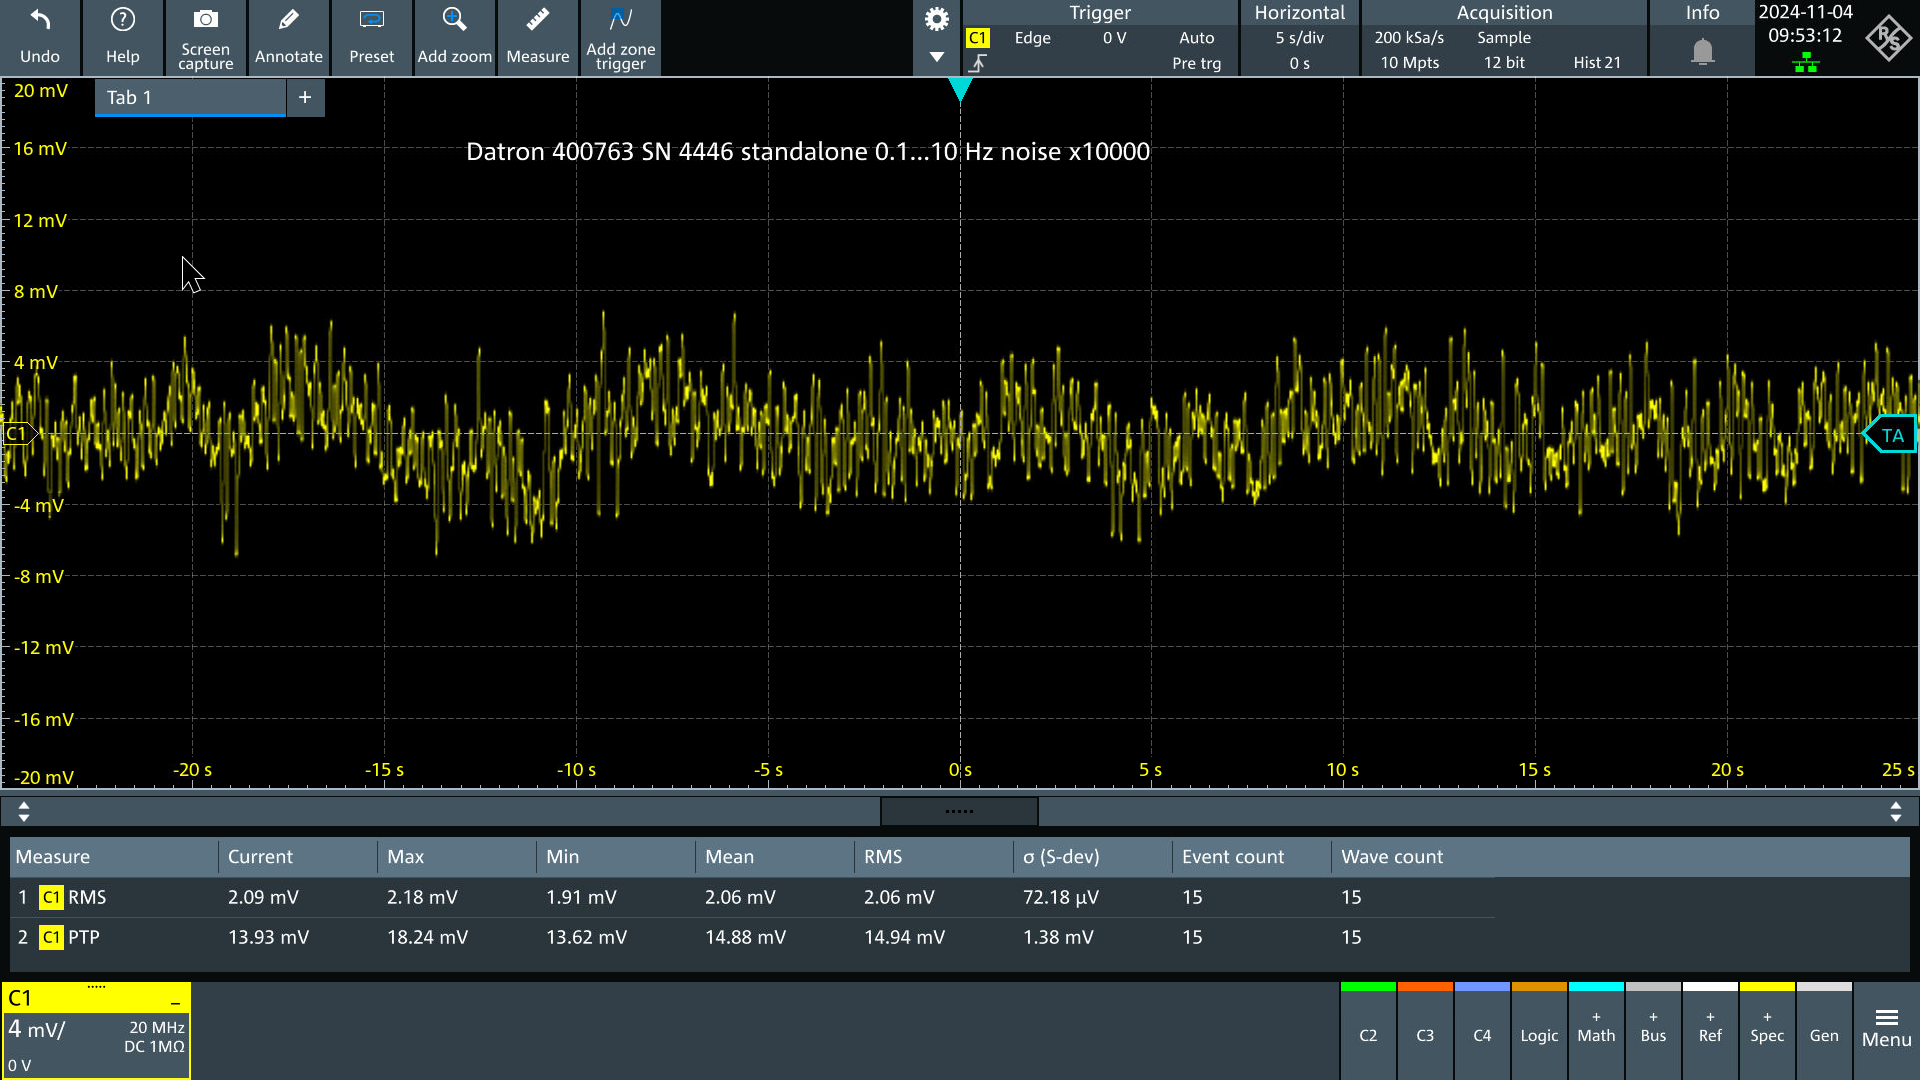 Undo
Help
Screen capture
Annotate
Preset
Add zoom
Measure
Add zone trigger
Trigger
C1 Edge 0 V Auto
Pre trg
Horizontal
5 s/div
0 s
Acquisition
200 kSa/s Sample
10 Mpts 12 bit Hist 21
Info
2024-11-04
09:53:12
R&S
Tab 1 +
Datron 400763 SN 4446 standalone 0.1...10 Hz noise x10000
20 mV
16 mV
12 mV
8 mV
4 mV
C1
TA
-4 mV
-8 mV
-12 mV
-16 mV
-20 mV
-20 s -15 s -10 s -5 s 0 s 5 s 10 s 15 s 20 s 25 s
Measure Current Max Min Mean RMS σ (S-dev) Event count Wave count
1 C1 RMS 2.09 mV 2.18 mV 1.91 mV 2.06 mV 2.06 mV 72.18 µV 15 15
2 C1 PTP 13.93 mV 18.24 mV 13.62 mV 14.88 mV 14.94 mV 1.38 mV 15 15
C1
4 mV/ 20 MHz
DC 1MΩ
0 V
C2
C3
C4
Logic
+ Math
+ Bus
+ Ref
+ Spec
Gen
Menu